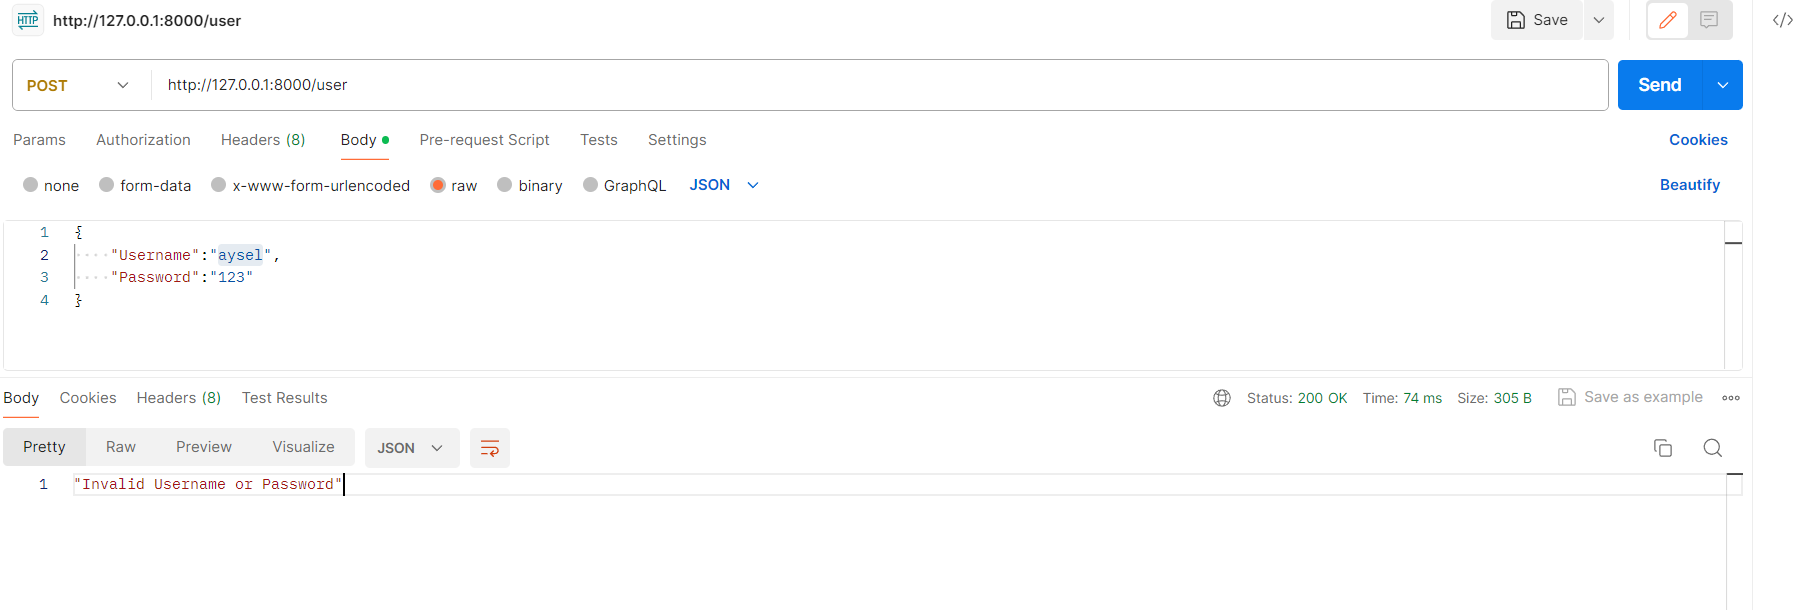 HTTP http://127.0.0.1:8000/user Save </>
POST http://127.0.0.1:8000/user Send
Params Authorization Headers (8) Body Pre-request Script Tests Settings Cookies
none form-data x-www-form-urlencoded raw binary GraphQL JSON Beautify
1 {
2 "Username":"aysel",
3 "Password":"123"
4 }
Body Cookies Headers (8) Test Results Status: 200 OK Time: 74 ms Size: 305 B Save as example
Pretty Raw Preview Visualize JSON
1 "Invalid Username or Password"